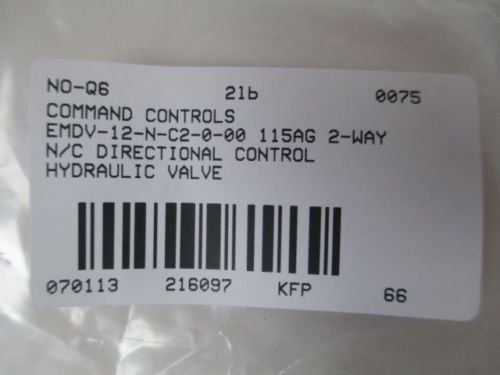 NO-Q6 21b 0075
COMMAND CONTROLS
EMDV-12-N-C2-0-00 115AG 2-WAY
N/C DIRECTIONAL CONTROL
HYDRAULIC VALVE
070113 216097 KFP 66